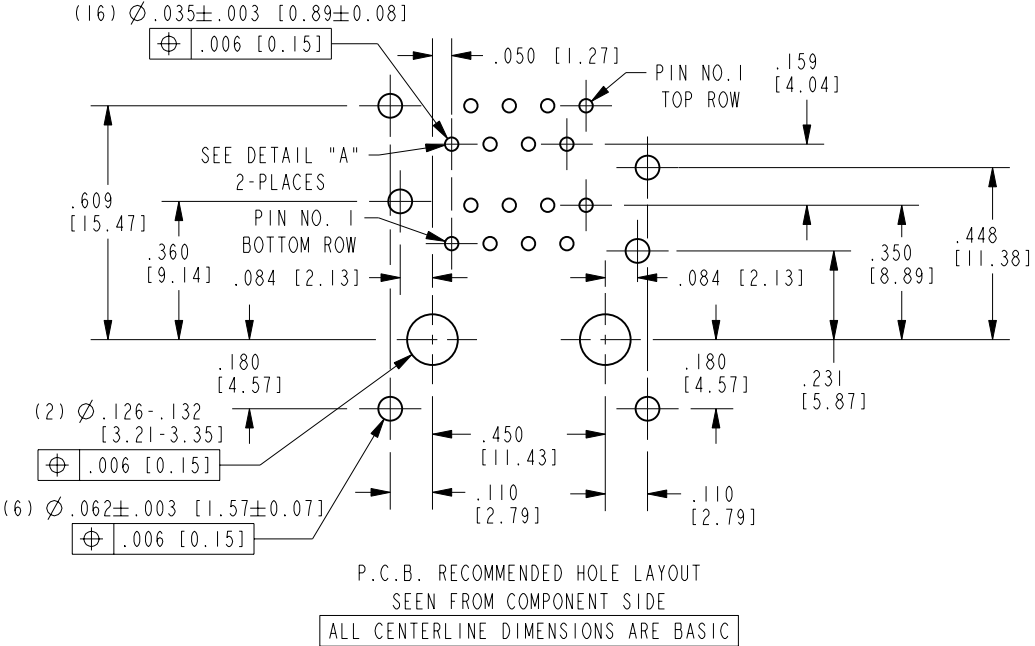 (16) Ø .035±.003 [0.89±0.08]
⌖ .006 [0.15]
.050 [1.27]
PIN NO.1
TOP ROW
.159
[4.04]
SEE DETAIL "A"
2-PLACES
PIN NO. 1
BOTTOM ROW
.609
[15.47]
.360
[9.14]
.084 [2.13]
.084 [2.13]
.350
[8.89]
.448
[11.38]
.180
[4.57]
.180
[4.57]
.231
[5.87]
(2) Ø .126-.132
[3.21-3.35]
⌖ .006 [0.15]
.450
[11.43]
(6) Ø .062±.003 [1.57±0.07]
⌖ .006 [0.15]
.110
[2.79]
.110
[2.79]
P.C.B. RECOMMENDED HOLE LAYOUT
SEEN FROM COMPONENT SIDE
ALL CENTERLINE DIMENSIONS ARE BASIC